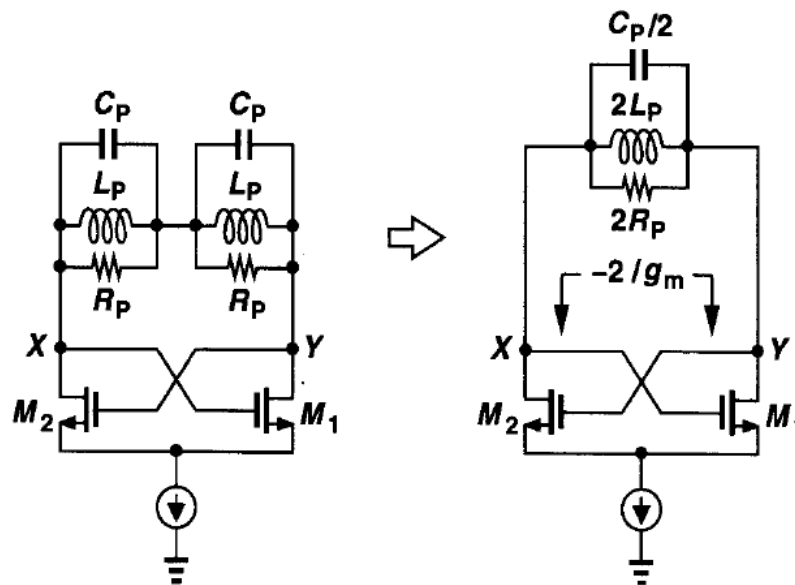 C_P C_P
L_P L_P
R_P R_P
X Y
M_2 M_1
C_P/2
2L_P
2R_P
-2/g_m
X Y
M_2 M